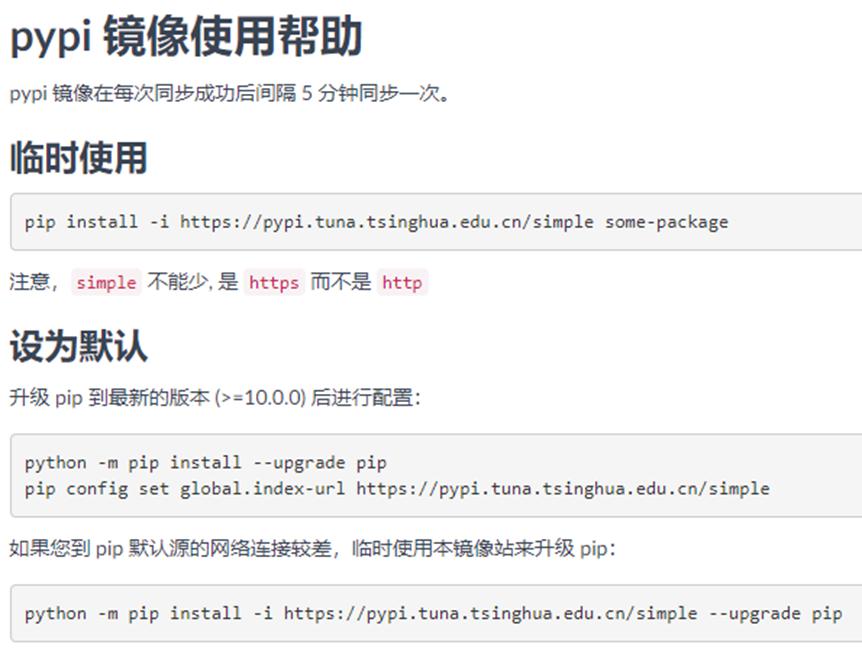 pypi 镜像使用帮助
pypi 镜像在每次同步成功后间隔 5 分钟同步一次。
临时使用
pip install -i https://pypi.tuna.tsinghua.edu.cn/simple some-package
注意，simple 不能少, 是 https 而不是 http
设为默认
升级 pip 到最新的版本 (>=10.0.0) 后进行配置：
python -m pip install --upgrade pip
pip config set global.index-url https://pypi.tuna.tsinghua.edu.cn/simple
如果您到 pip 默认源的网络连接较差，临时使用本镜像站来升级 pip：
python -m pip install -i https://pypi.tuna.tsinghua.edu.cn/simple --upgrade pip